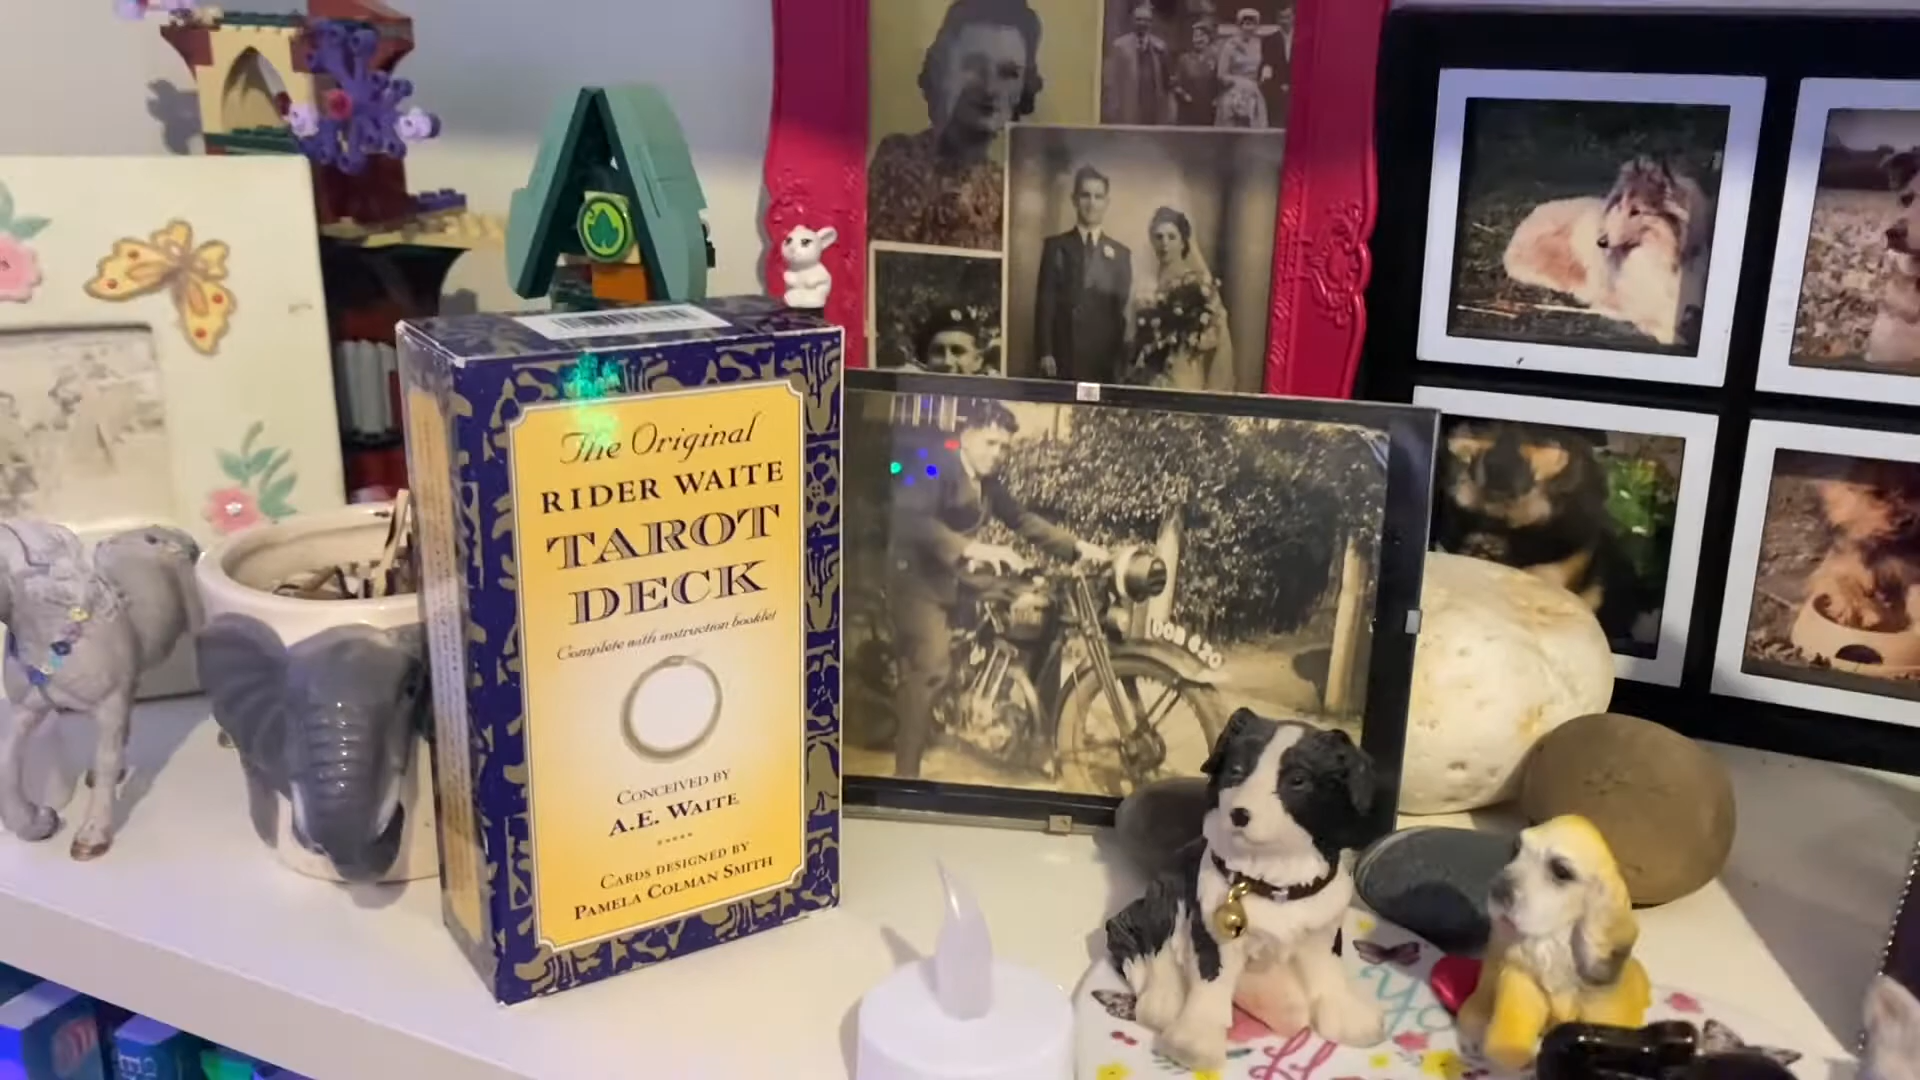 The Original
RIDER WAITE
TAROT
DECK
Complete with instruction booklet
CONCEIVED BY
A.E. WAITE
CARDS DESIGNED BY
PAMELA COLMAN SMITH